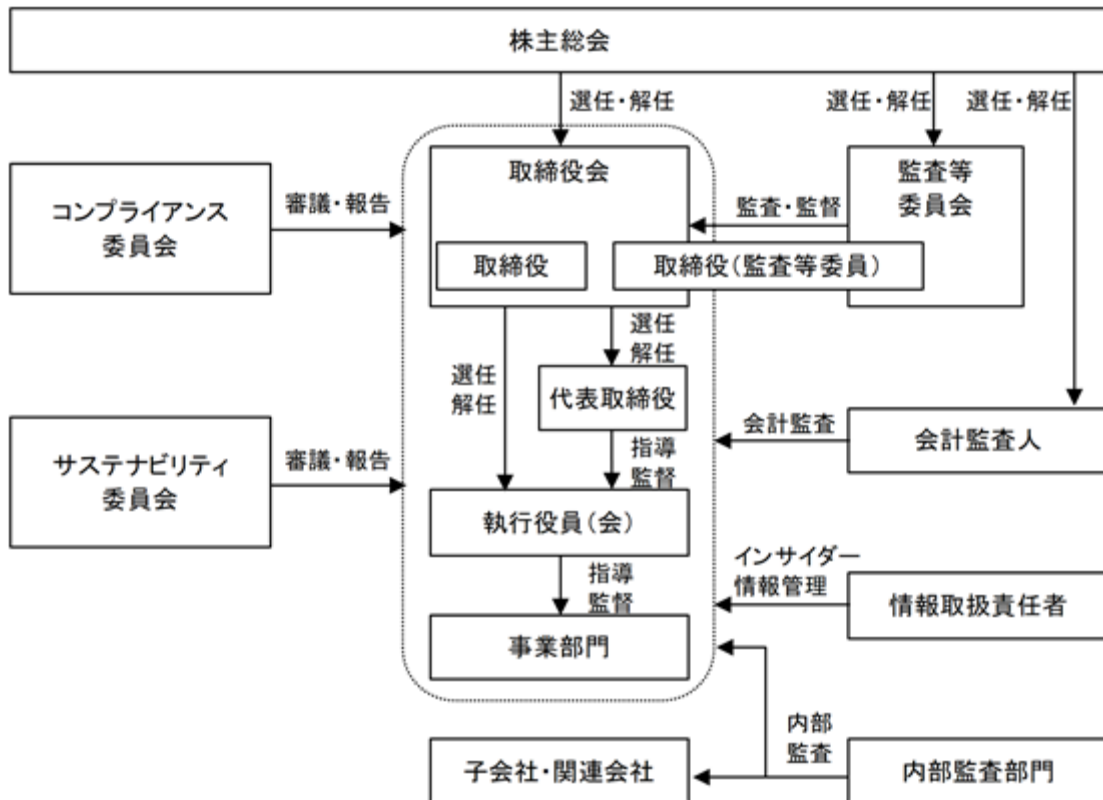 株主総会
選任・解任
選任・解任
選任・解任
取締役会
監査等
委員会
コンプライアンス
委員会
審議・報告
監査・監督
取締役
取締役(監査等委員)
選任
解任
選任
解任
代表取締役
会計監査
会計監査人
サステナビリティ
委員会
審議・報告
指導
監督
執行役員(会)
インサイダー
情報管理
情報取扱責任者
指導
監督
事業部門
内部
監査
子会社・関連会社
内部監査部門